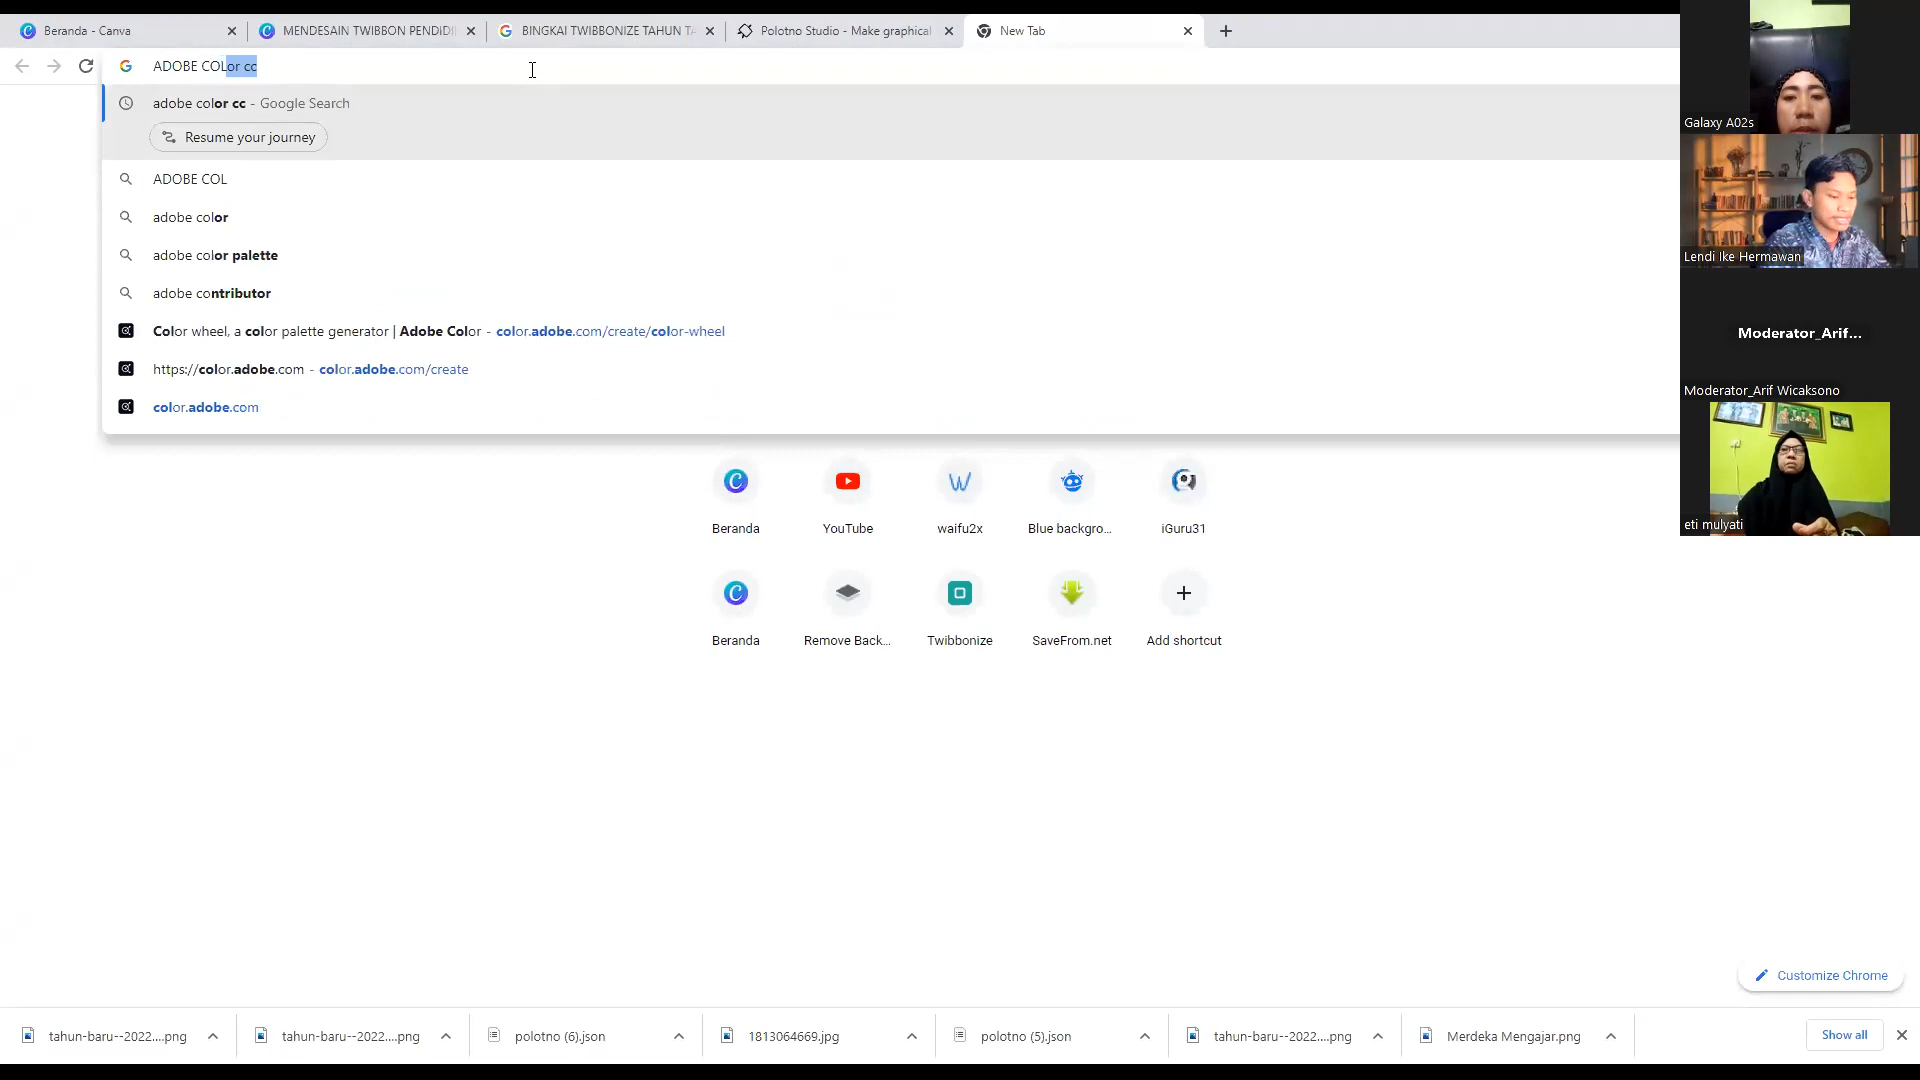 Beranda - Canva
MENDESAIN TWIBBON PENDIDI
BINGKAI TWIBBONIZE TAHUN TA
Polotno Studio - Make graphical
New Tab
ADOBE COLor cc
adobe color cc - Google Search
Resume your journey
ADOBE COL
adobe color
adobe color palette
adobe contributor
Color wheel, a color palette generator | Adobe Color - color.adobe.com/create/color-wheel
https://color.adobe.com - color.adobe.com/create
color.adobe.com
Beranda
YouTube
waifu2x
Blue backgro...
iGuru31
Beranda
Remove Back...
Twibbonize
SaveFrom.net
Add shortcut
Galaxy A02s
Lendi Ike Hermawan
Moderator_Arif...
Moderator_Arif Wicaksono
eti mulyati
Customize Chrome
tahun-baru--2022....png
tahun-baru--2022....png
polotno (6).json
1813064669.jpg
polotno (5).json
tahun-baru--2022....png
Merdeka Mengajar.png
Show all